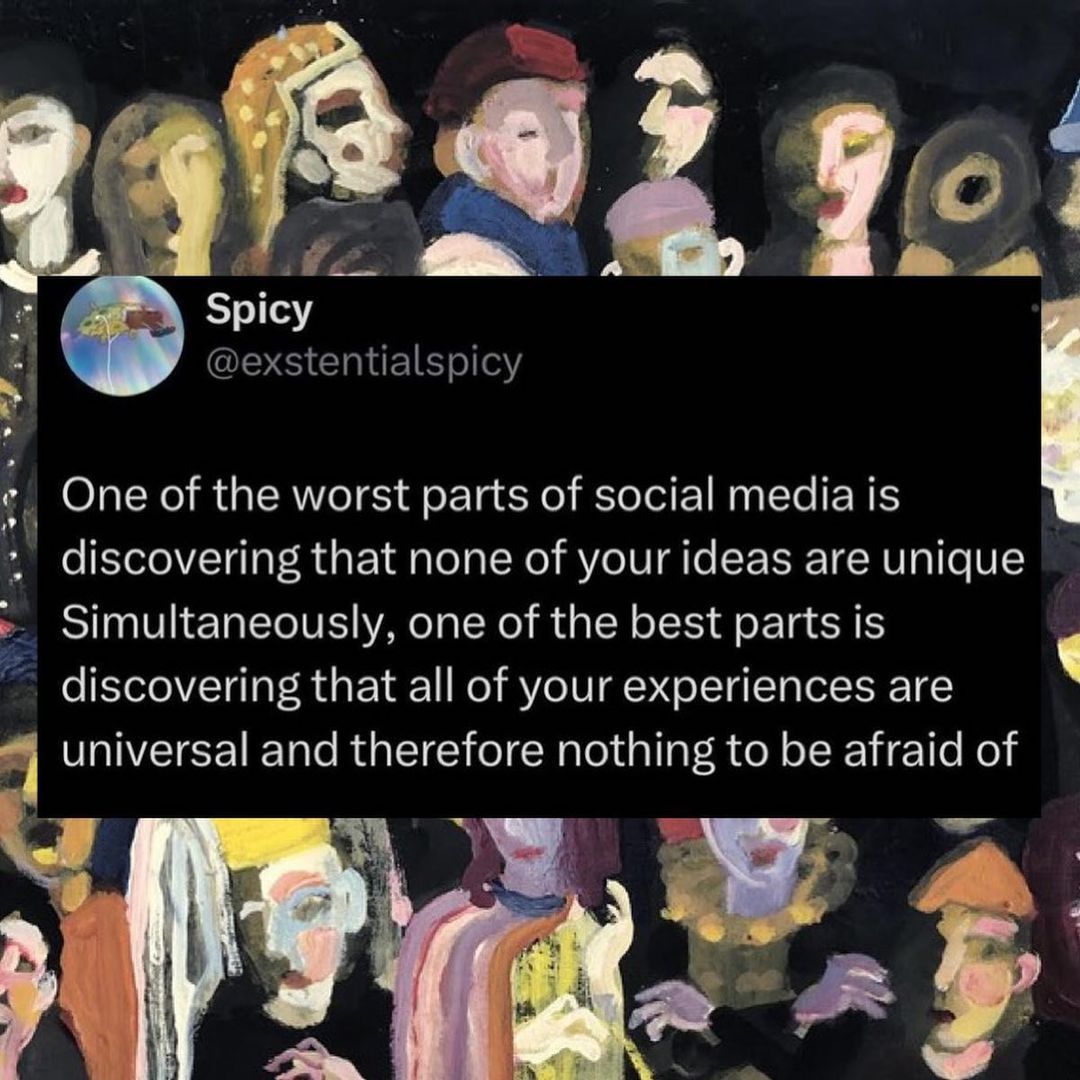 Spicy
@exstentialspicy
One of the worst parts of social media is
discovering that none of your ideas are unique
Simultaneously, one of the best parts is
discovering that all of your experiences are
universal and therefore nothing to be afraid of